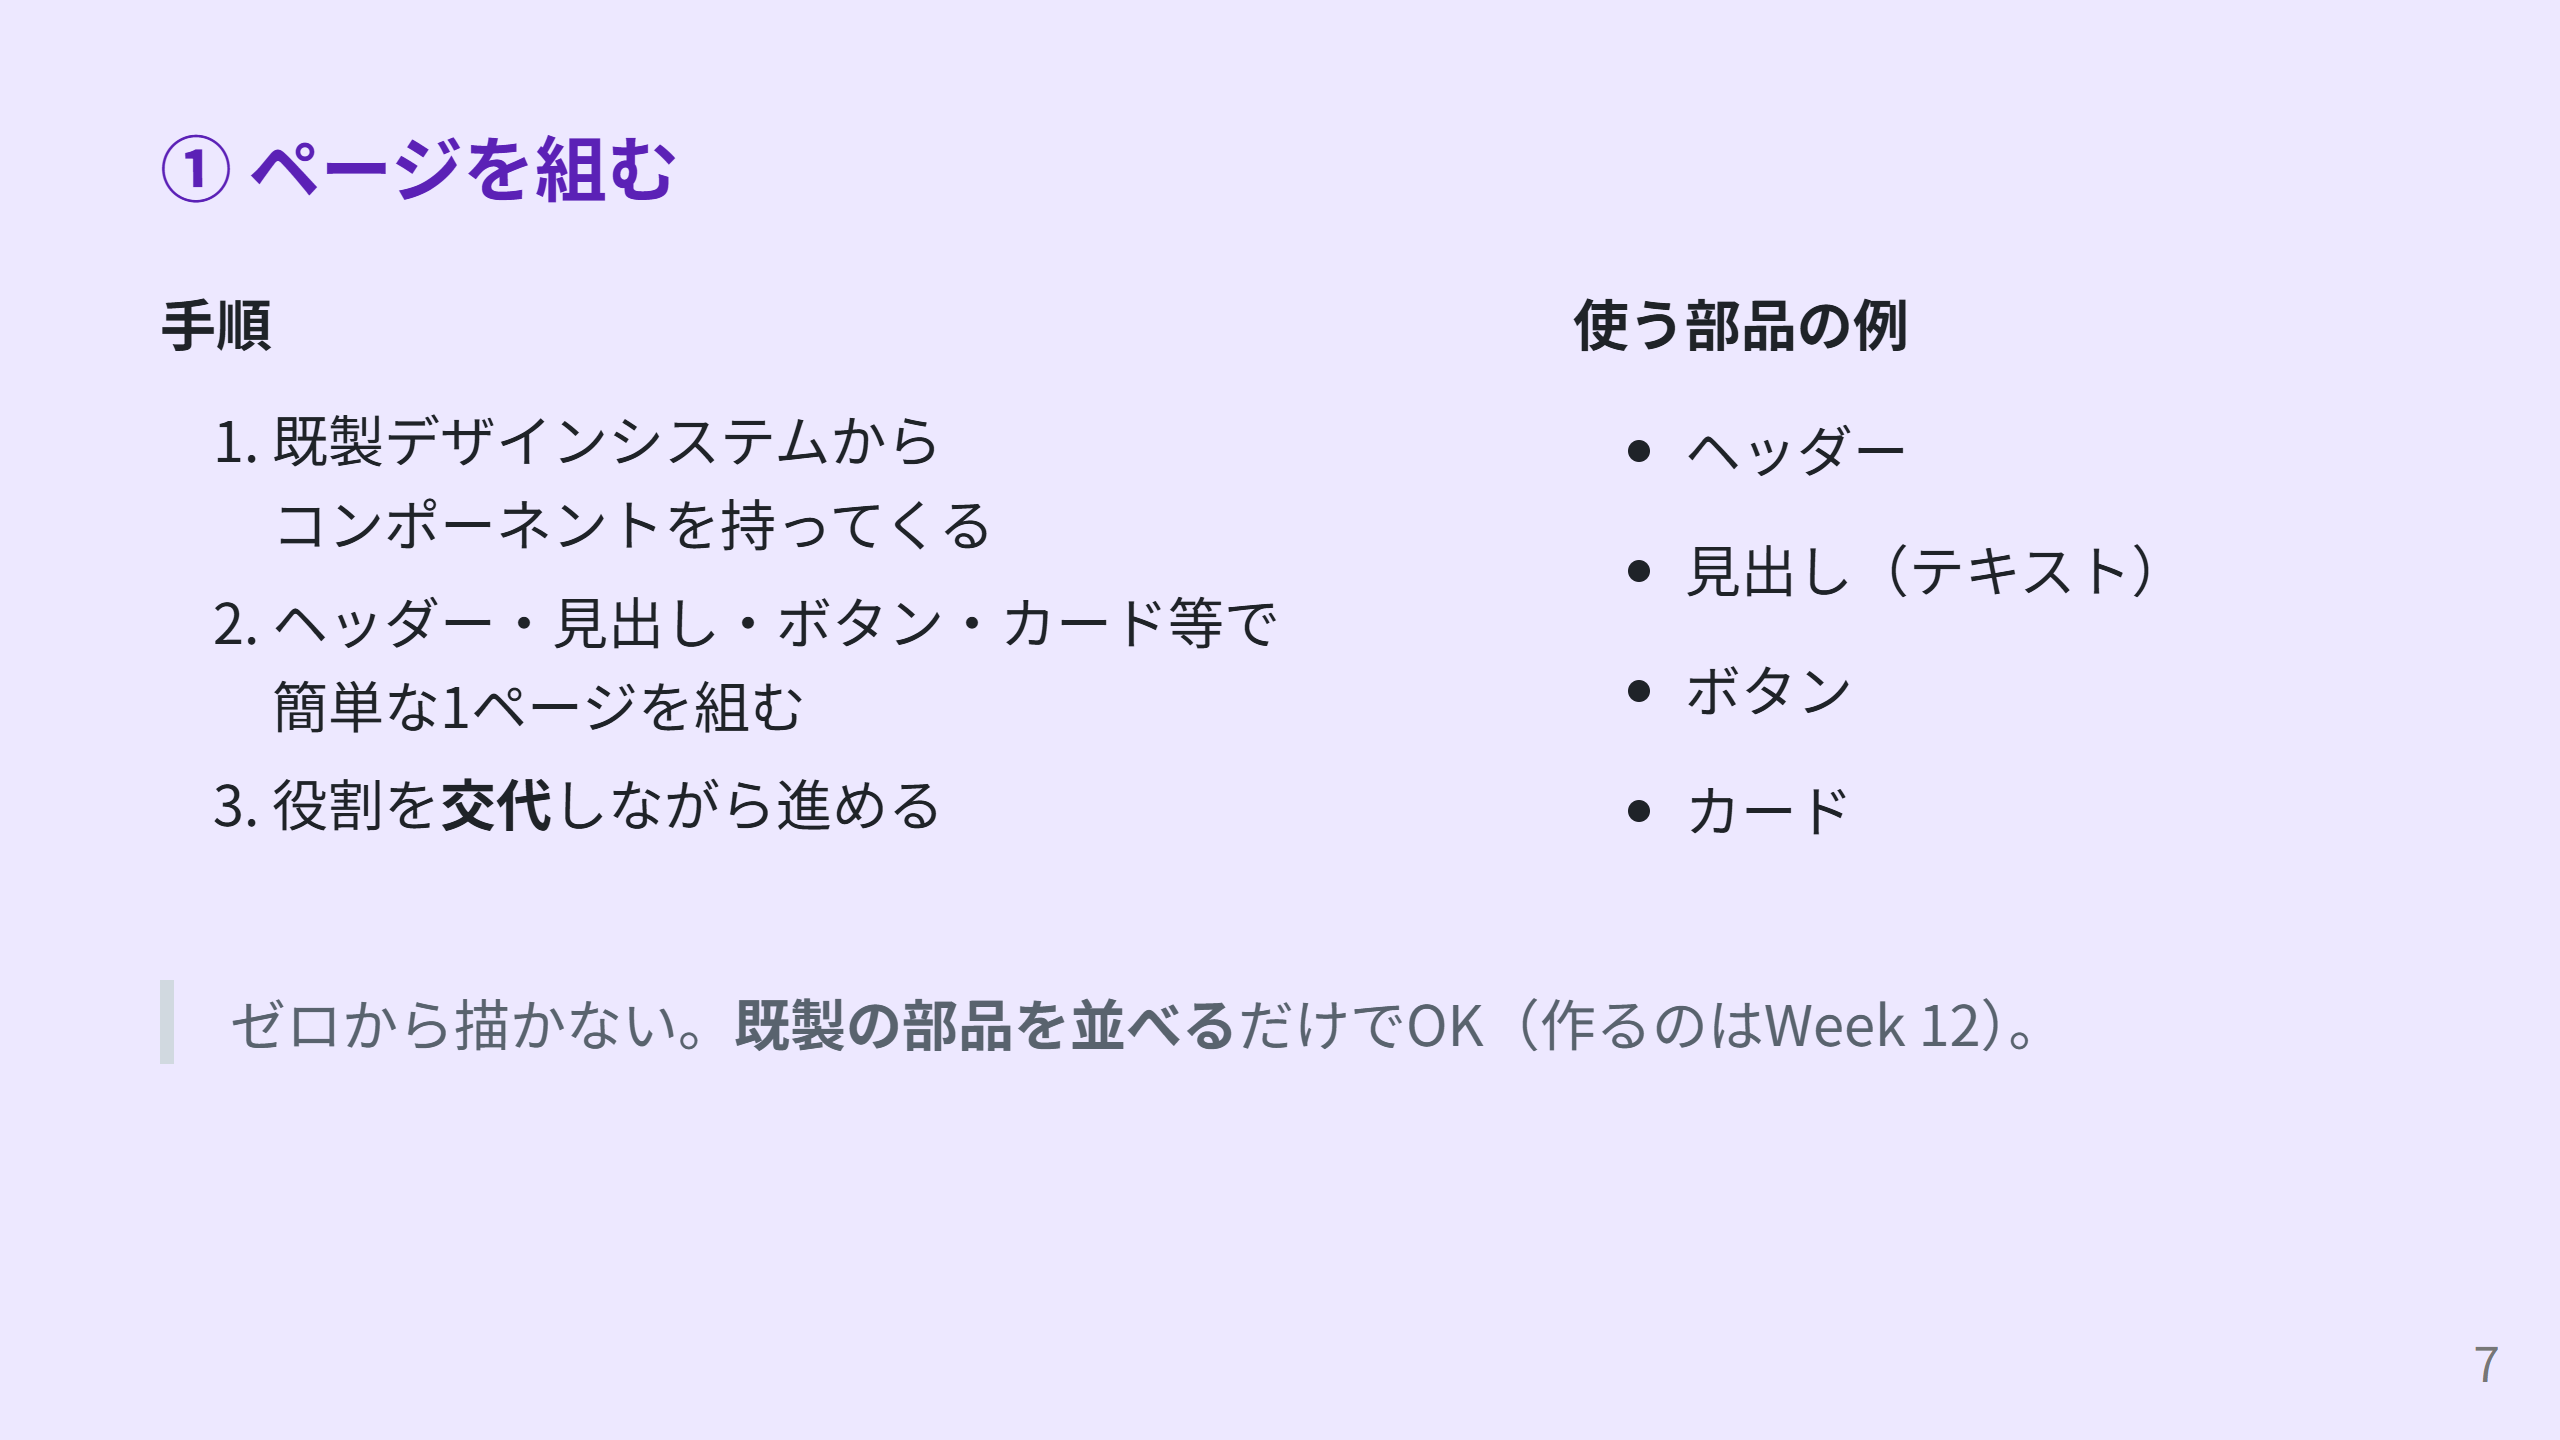 ① ページを組む
手順
1. 既製デザインシステムから
コンポーネントを持ってくる
2. ヘッダー・見出し・ボタン・カード等で
簡単な1ページを組む
3. 役割を交代しながら進める
使う部品の例
• ヘッダー
• 見出し（テキスト）
• ボタン
• カード
ゼロから描かない。既製の部品を並べるだけでOK（作るのはWeek 12）。
7